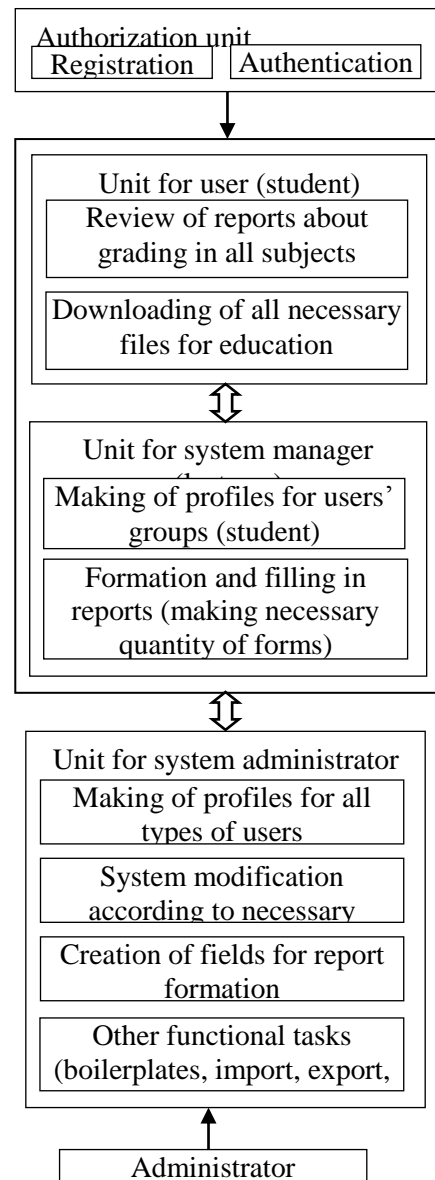 Authorization unit
Registration
Authentication
Unit for user (student)
Review of reports about
grading in all subjects
Downloading of all necessary
files for education
Unit for system manager
Making of profiles for users’
groups (student)
Formation and filling in
reports (making necessary
quantity of forms)
Unit for system administrator
Making of profiles for all
types of users
System modification
according to necessary
Creation of fields for report
formation
Other functional tasks
(boilerplates, import, export,
Administrator